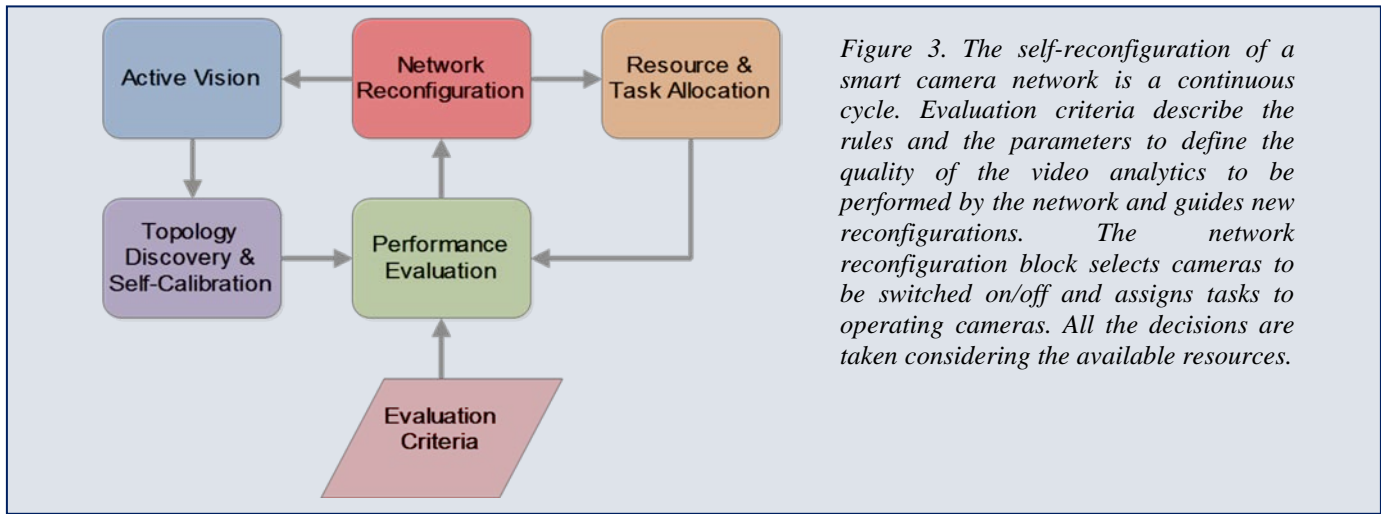 Active Vision
Network
Reconfiguration
Resource &
Task Allocation
Topology
Discovery &
Self-Calibration
Performance
Evaluation
Evaluation
Criteria
Figure 3. The self-reconfiguration of a
smart camera network is a continuous
cycle. Evaluation criteria describe the
rules and the parameters to define the
quality of the video analytics to be
performed by the network and guides new
reconfigurations. The network
reconfiguration block selects cameras to
be switched on/off and assigns tasks to
operating cameras. All the decisions are
taken considering the available resources.